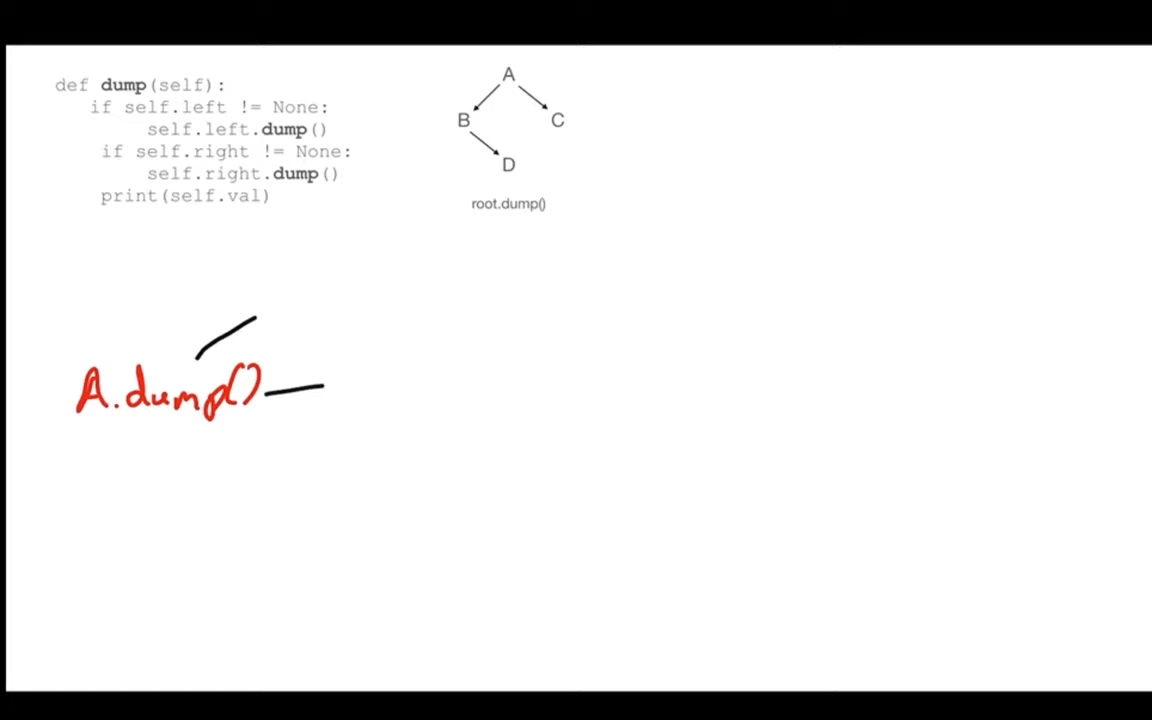 def dump(self):
if self.left != None:
self.left.dump()
if self.right != None:
self.right.dump()
print(self.val)
A
B C
D
root.dump()
A.dump()